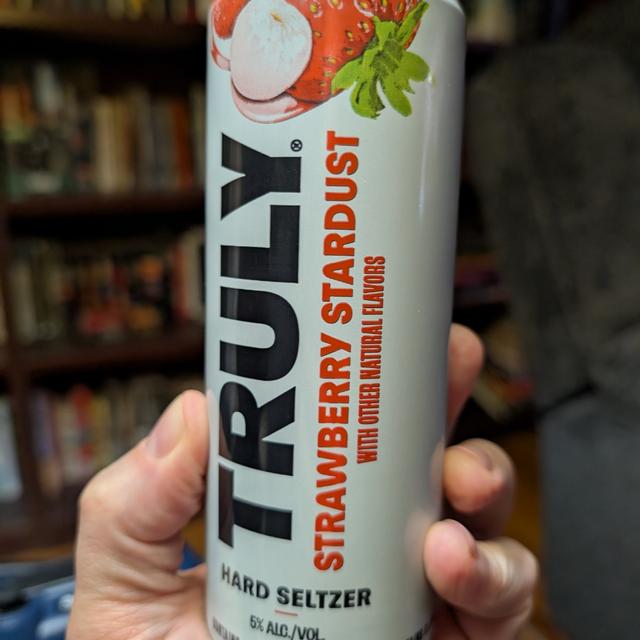 TRULY®
STRAWBERRY STARDUST
WITH OTHER NATURAL FLAVORS
HARD SELTZER
5% ALC./VOL.